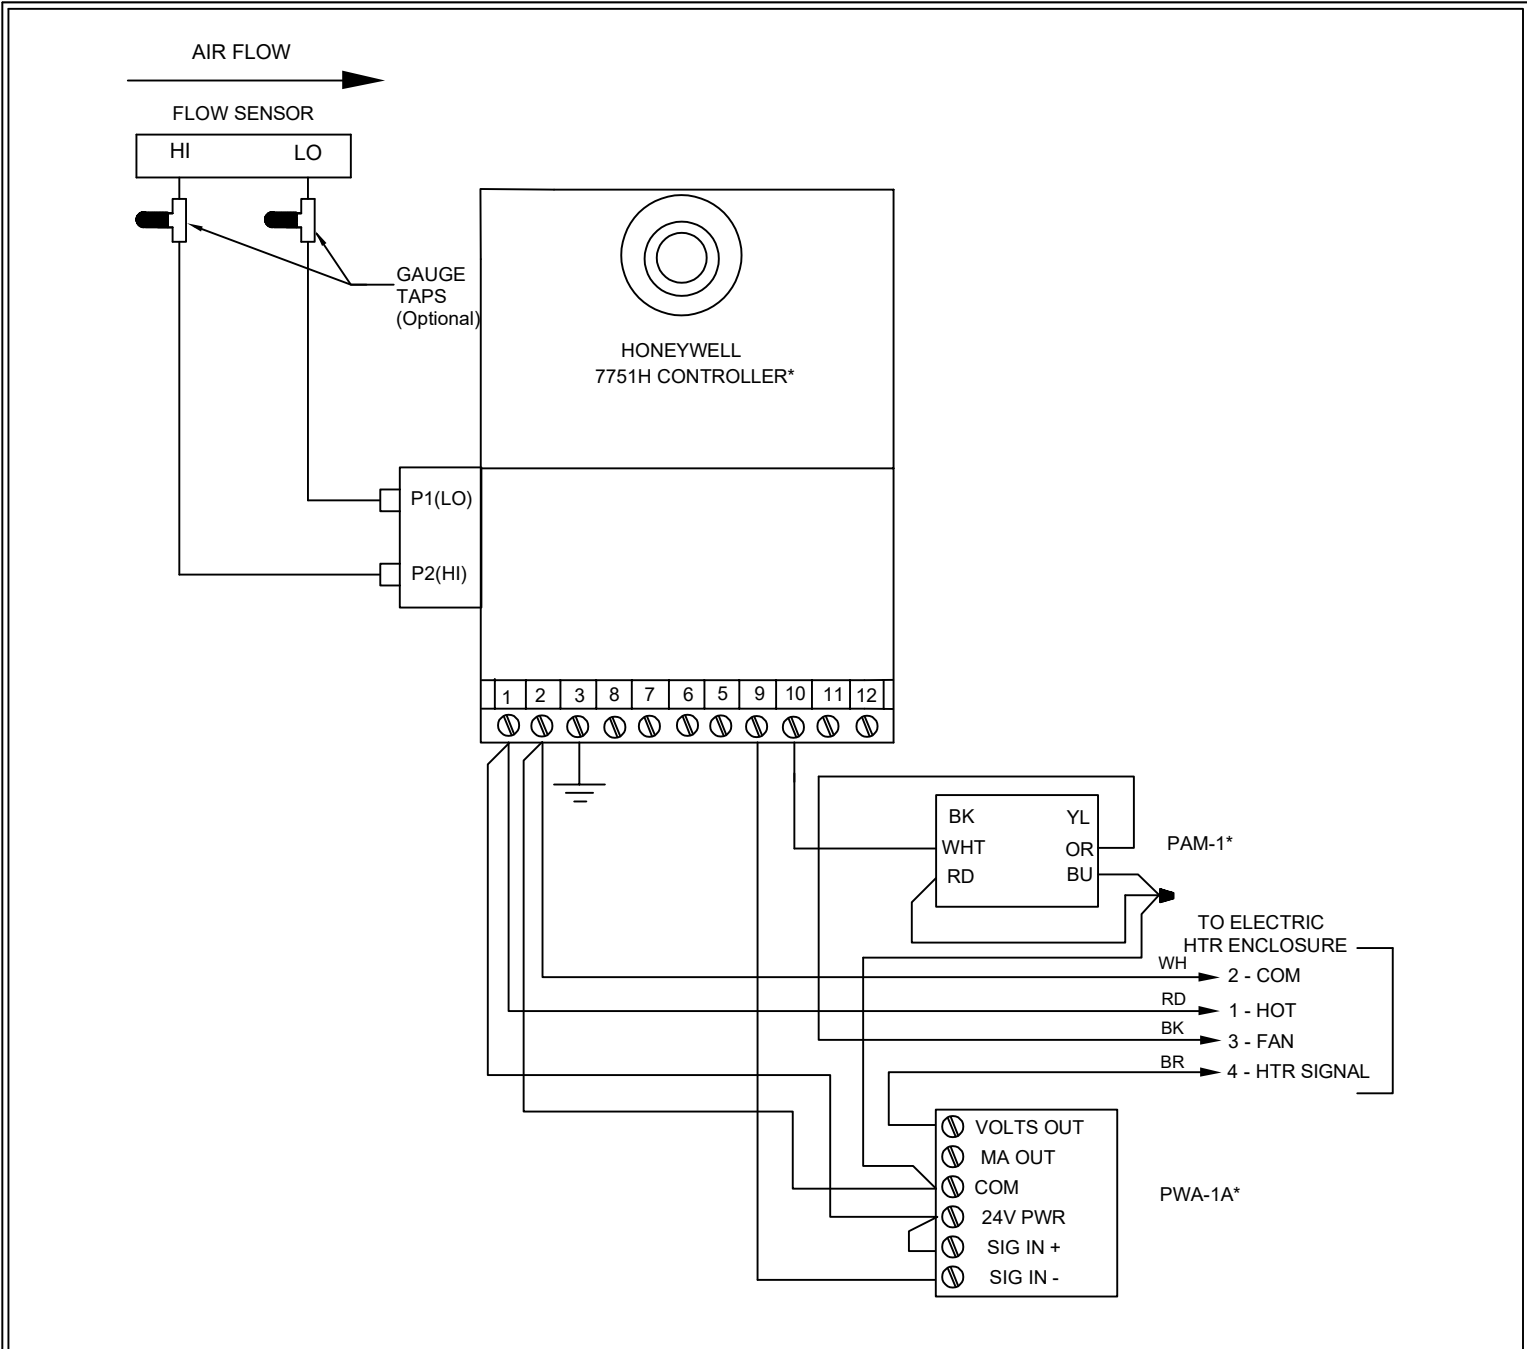 AIR FLOW
FLOW SENSOR
HI LO
GAUGE
TAPS
(Optional)
HONEYWELL
7751H CONTROLLER*
P1(LO)
P2(HI)
1 2 3 8 7 6 5 9 10 11 12
BK YL
WHT OR
RD BU
PAM-1*
TO ELECTRIC
HTR ENCLOSURE
WH 2 - COM
RD 1 - HOT
BK 3 - FAN
BR 4 - HTR SIGNAL
VOLTS OUT
MA OUT
COM
24V PWR
SIG IN +
SIG IN -
PWA-1A*